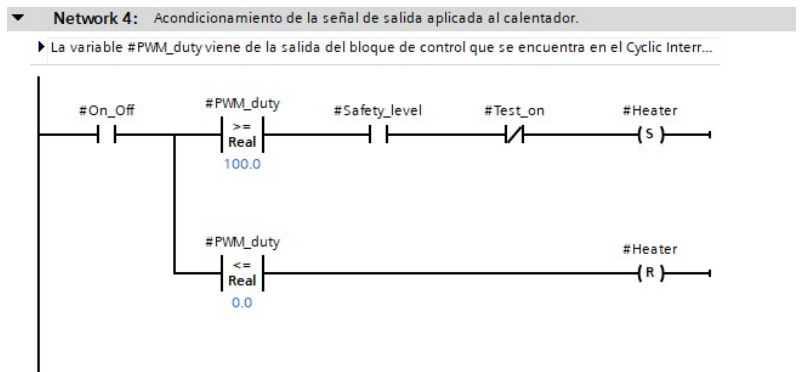 Network 4: Acondicionamiento de la señal de salida aplicada al calentador.
La variable #PWM_duty viene de la salida del bloque de control que se encuentra en el Cyclic Interr...
#On_Off #PWM_duty #Safety_level #Test_on #Heater
>=
Real
S
100.0
#PWM_duty #Heater
<=
Real
R
0.0